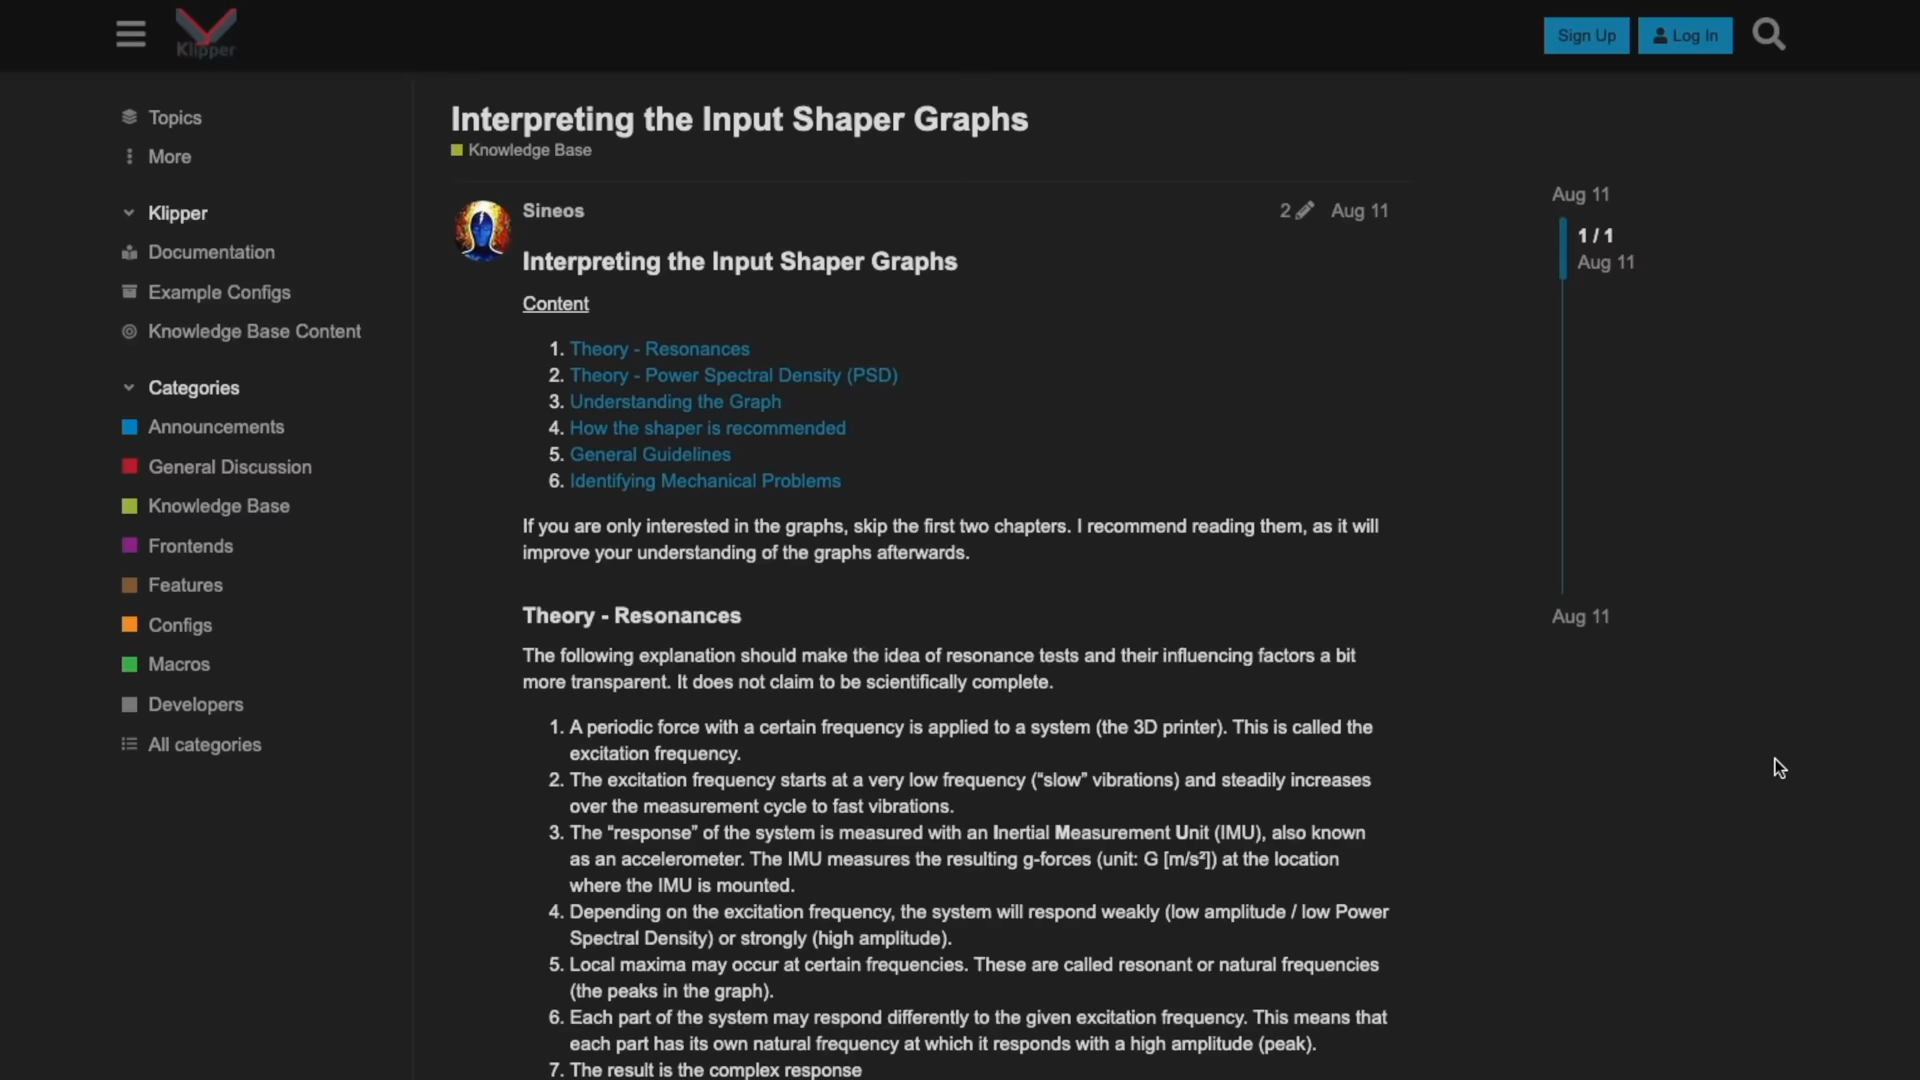 Klipper
Sign Up
Log In
Topics
More
Klipper
Documentation
Example Configs
Knowledge Base Content
Categories
Announcements
General Discussion
Knowledge Base
Frontends
Features
Configs
Macros
Developers
All categories
Interpreting the Input Shaper Graphs
Knowledge Base
Sineos
2
Aug 11
Interpreting the Input Shaper Graphs
Content
1. Theory - Resonances
2. Theory - Power Spectral Density (PSD)
3. Understanding the Graph
4. How the shaper is recommended
5. General Guidelines
6. Identifying Mechanical Problems
If you are only interested in the graphs, skip the first two chapters. I recommend reading them, as it will
improve your understanding of the graphs afterwards.
Theory - Resonances
The following explanation should make the idea of resonance tests and their influencing factors a bit
more transparent. It does not claim to be scientifically complete.
1. A periodic force with a certain frequency is applied to a system (the 3D printer). This is called the
excitation frequency.
2. The excitation frequency starts at a very low frequency (“slow” vibrations) and steadily increases
over the measurement cycle to fast vibrations.
3. The “response” of the system is measured with an Inertial Measurement Unit (IMU), also known
as an accelerometer. The IMU measures the resulting g-forces (unit: G [m/s²]) at the location
where the IMU is mounted.
4. Depending on the excitation frequency, the system will respond weakly (low amplitude / low Power
Spectral Density) or strongly (high amplitude).
5. Local maxima may occur at certain frequencies. These are called resonant or natural frequencies
(the peaks in the graph).
6. Each part of the system may respond differently to the given excitation frequency. This means that
each part has its own natural frequency at which it responds with a high amplitude (peak).
7. The result is the complex response
Aug 11
1 / 1
Aug 11
Aug 11